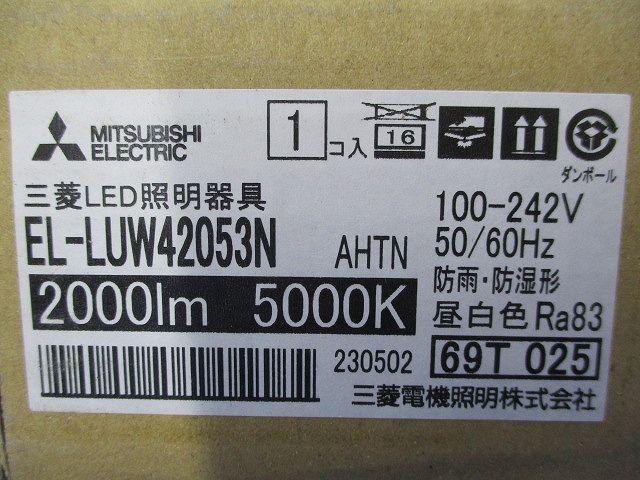 MITSUBISHI
ELECTRIC
1 コ入
16
ダンボール
三菱LED照明器具
EL-LUW42053N AHTN
2000lm 5000K
100-242V
50/60Hz
防雨・防湿形
昼白色 Ra83
230502
69T 025
三菱電機照明株式会社